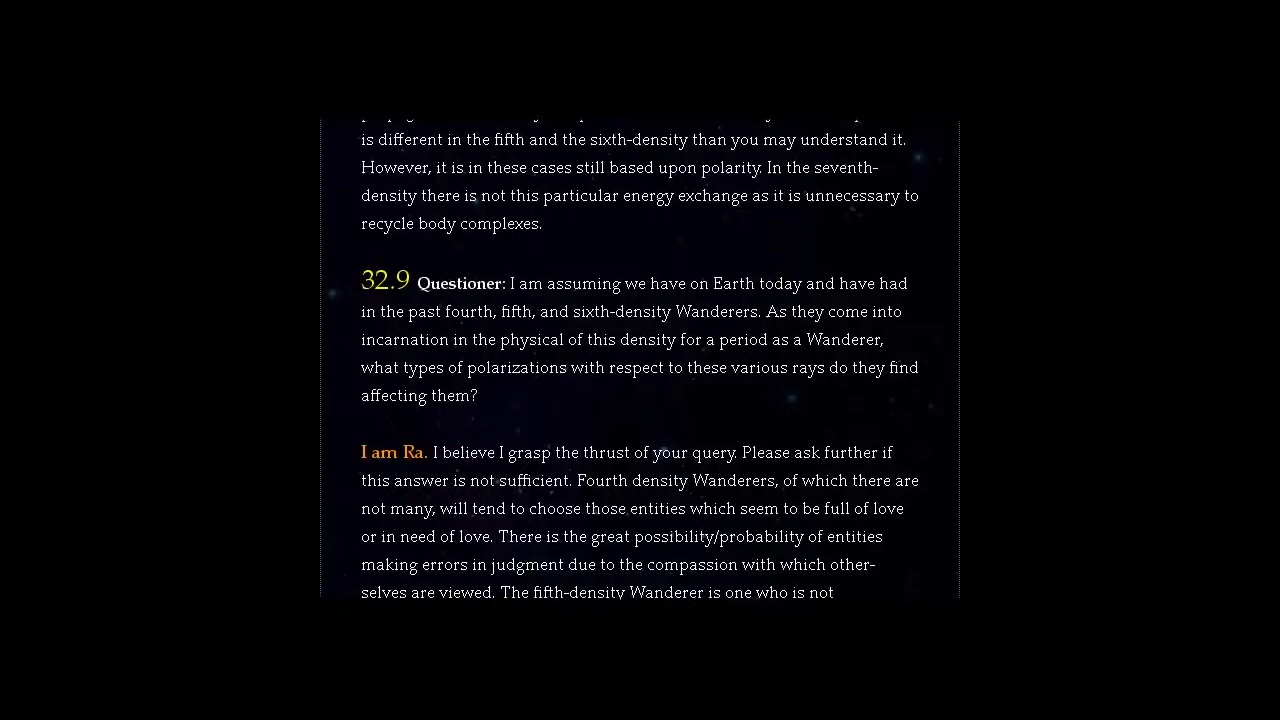 is different in the fifth and the sixth-density than you may understand it.
However, it is in these cases still based upon polarity. In the seventh-
density there is not this particular energy exchange as it is unnecessary to
recycle body complexes.
32.9 Questioner: I am assuming we have on Earth today and have had
in the past fourth, fifth, and sixth-density Wanderers. As they come into
incarnation in the physical of this density for a period as a Wanderer,
what types of polarizations with respect to these various rays do they find
affecting them?
I am Ra. I believe I grasp the thrust of your query. Please ask further if
this answer is not sufficient. Fourth density Wanderers, of which there are
not many, will tend to choose those entities which seem to be full of love
or in need of love. There is the great possibility/probability of entities
making errors in judgment due to the compassion with which other-
selves are viewed. The fifth-density Wanderer is one who is not